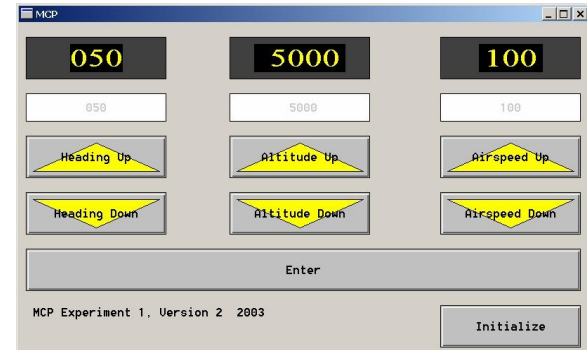 MCP
050 5000 100
050 5000 100
Heading Up Altitude Up Airspeed Up
Heading Down Altitude Down Airspeed Down
Enter
MCP Experiment 1, Version 2 2003
Initialize